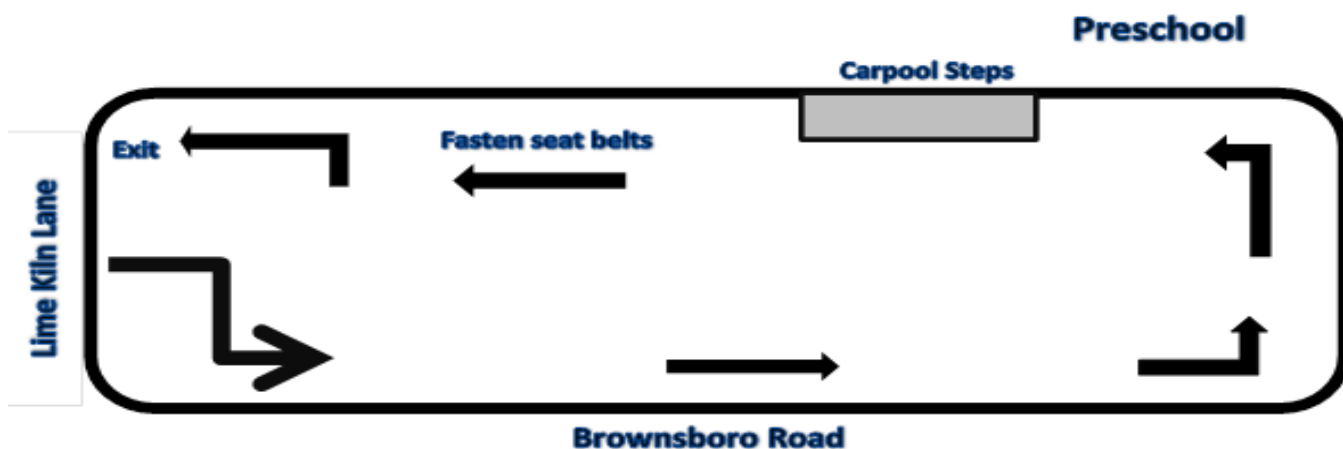 Preschool
Carpool Steps
Exit
Fasten seat belts
Lime Kiln Lane
Brownsboro Road